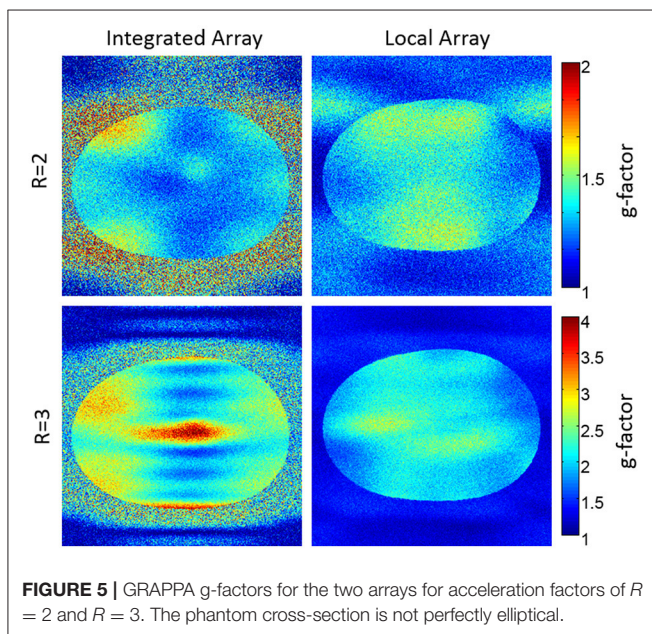 Integrated Array
Local Array
R=2
2
1.5
1
g-factor
R=3
4
3.5
3
2.5
2
1.5
1
g-factor
FIGURE 5 | GRAPPA g-factors for the two arrays for acceleration factors of R
= 2 and R = 3. The phantom cross-section is not perfectly elliptical.